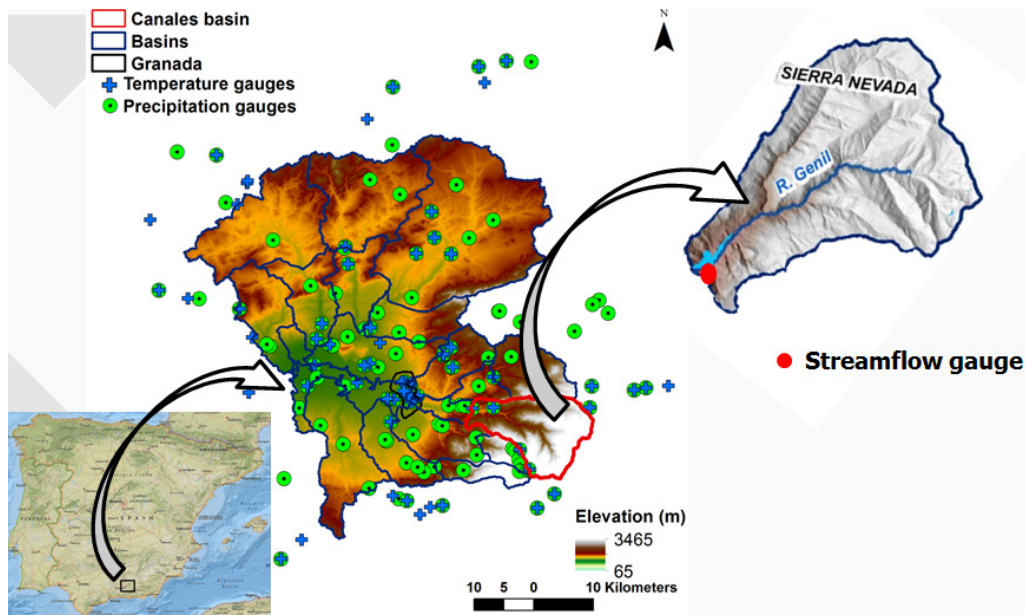 Canales basin
Basins
Granada
Temperature gauges
Precipitation gauges
SIERRA NEVADA
R. Genil
Streamflow gauge
Elevation (m)
3465
65
10 5 0 10 Kilometers
SPAIN